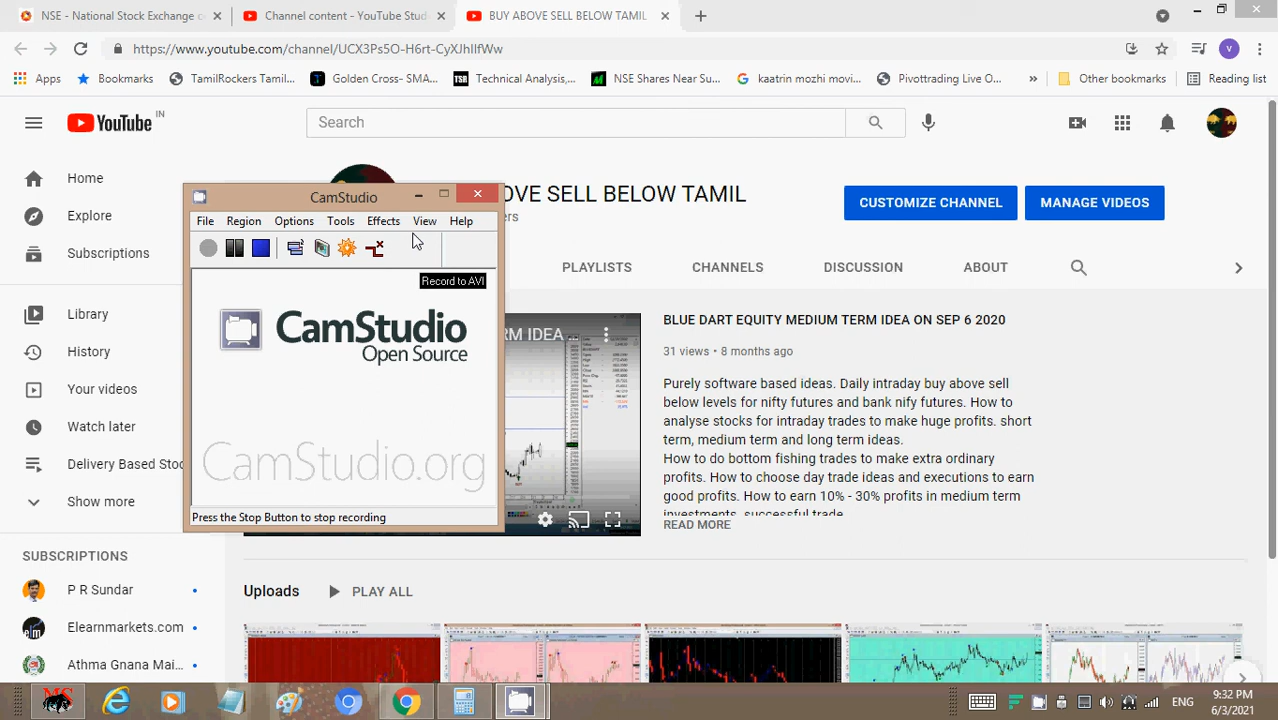 NSE - National Stock Exchange o
Channel content - YouTube Stud
BUY ABOVE SELL BELOW TAMIL
https://www.youtube.com/channel/UCX3Ps5O-H6rt-CyXJhIlfWw
Apps
Bookmarks
TamilRockers Tamil...
Golden Cross- SMA...
Technical Analysis,...
NSE Shares Near Su...
kaatrin mozhi movi...
Pivottrading Live O...
»
Other bookmarks
Reading list
YouTube IN
Search
Home
Explore
Subscriptions
Library
History
Your videos
Watch later
Delivery Based Sto
Show more
SUBSCRIPTIONS
P R Sundar
Elearnmarkets.com
Athma Gnana Mai...
OVE SELL BELOW TAMIL
ers
CUSTOMIZE CHANNEL
MANAGE VIDEOS
PLAYLISTS
CHANNELS
DISCUSSION
ABOUT
CamStudio
File
Region
Options
Tools
Effects
View
Help
Record to AVI
CamStudio
Open Source
CamStudio.org
Press the Stop Button to stop recording
RM IDEA ...
BLUE DART EQUITY MEDIUM TERM IDEA ON SEP 6 2020
31 views • 8 months ago
Purely software based ideas. Daily intraday buy above sell
below levels for nifty futures and bank nify futures. How to
analyse stocks for intraday trades to make huge profits. short
term, medium term and long term ideas.
How to do bottom fishing trades to make extra ordinary
profits. How to choose day trade ideas and executions to earn
good profits. How to earn 10% - 30% profits in medium term
investments, successful trade
READ MORE
Uploads
PLAY ALL
MS
ENG
9:32 PM
6/3/2021